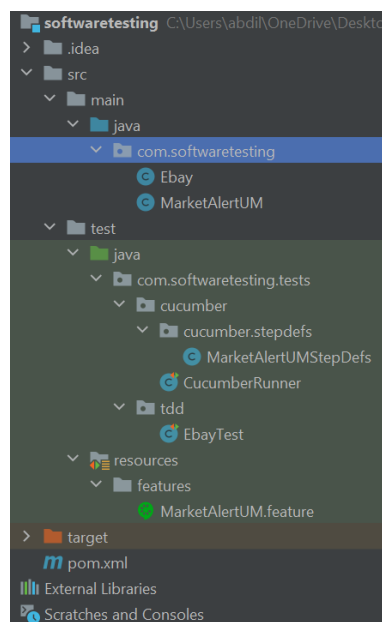 softwaretesting C:\Users\abdil\OneDrive\Deskto
.idea
src
main
java
com.softwaretesting
Ebay
MarketAlertUM
test
java
com.softwaretesting.tests
cucumber
cucumber.stepdefs
MarketAlertUMStepDefs
CucumberRunner
tdd
EbayTest
resources
features
MarketAlertUM.feature
target
m pom.xml
External Libraries
Scratches and Consoles